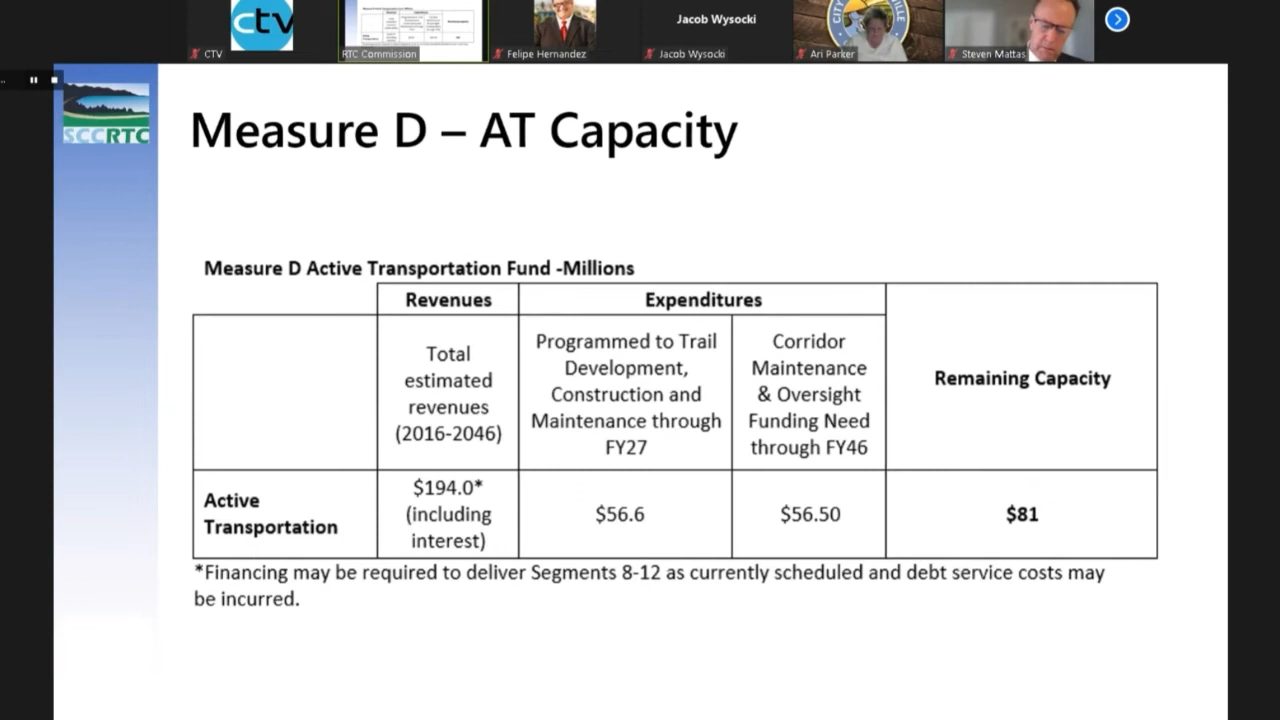 ctv
Jacob Wysocki
CTV
RTC Commission
Felipe Hernandez
Jacob Wysocki
Ari Parker
Steven Mattas
SCCRTC
Measure D – AT Capacity
Measure D Active Transportation Fund -Millions
Revenues
Expenditures
Total
estimated
revenues
(2016-2046)
Programmed to Trail
Development,
Construction and
Maintenance through
FY27
Corridor
Maintenance
& Oversight
Funding Need
through FY46
Remaining Capacity
Active
Transportation
$194.0*
(including
interest)
$56.6
$56.50
$81
*Financing may be required to deliver Segments 8-12 as currently scheduled and debt service costs may
be incurred.